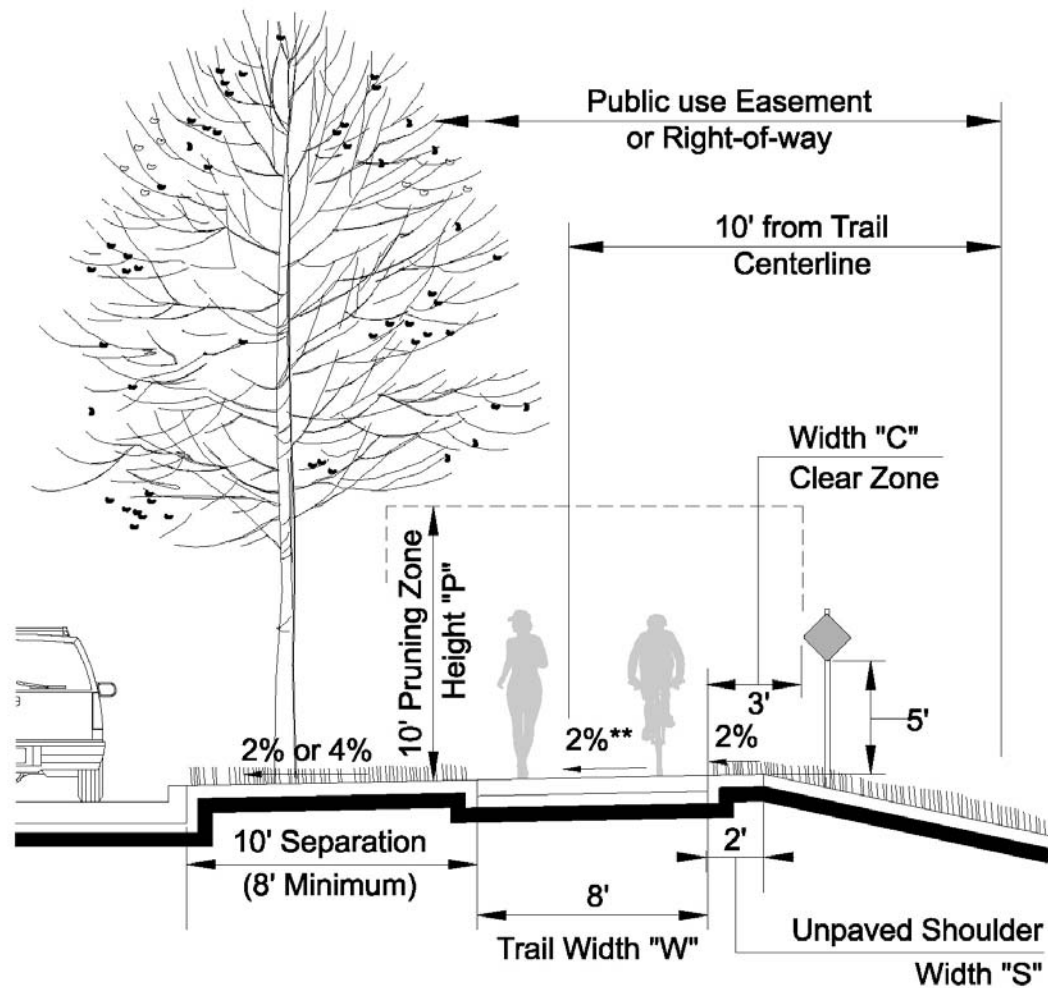 Public use Easement
or Right-of-way
10' from Trail
Centerline
Width "C"
Clear Zone
10' Pruning Zone
Height "P"
3'
5'
2% or 4%
2%**
2%
10' Separation
(8' Minimum)
2'
8'
Trail Width "W"
Unpaved Shoulder
Width "S"